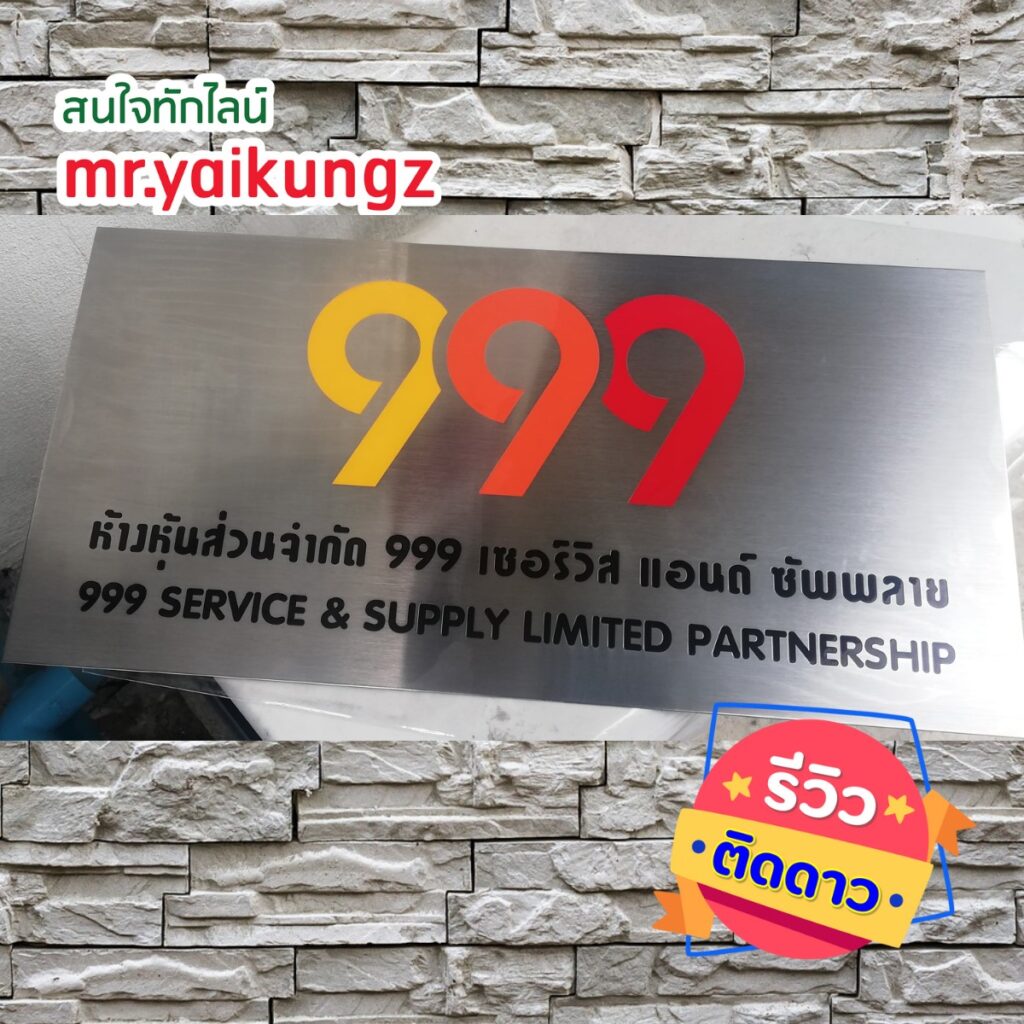 สนใจทักไลน์
mr.yaikungz
999
ห้างหุ้นส่วนจำกัด 999 เซอร์วิส แอนด์ ซัพพลาย
999 SERVICE & SUPPLY LIMITED PARTNERSHIP
รีวิว
ติดดาว